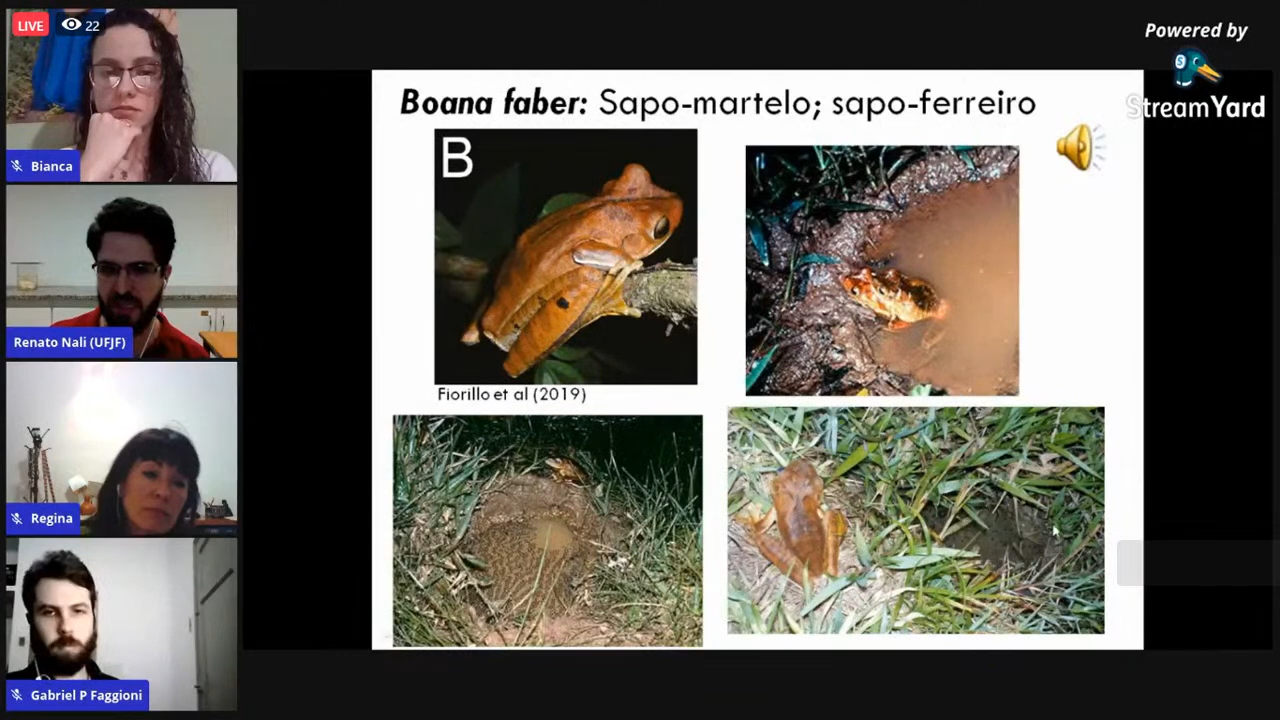 LIVE 22
Bianca
Renato Nali (UFJF)
Regina
Gabriel P Faggioni
Boana faber: Sapo-martelo; sapo-ferreiro
B
Fiorillo et al (2019)
Powered by
S
StreamYard